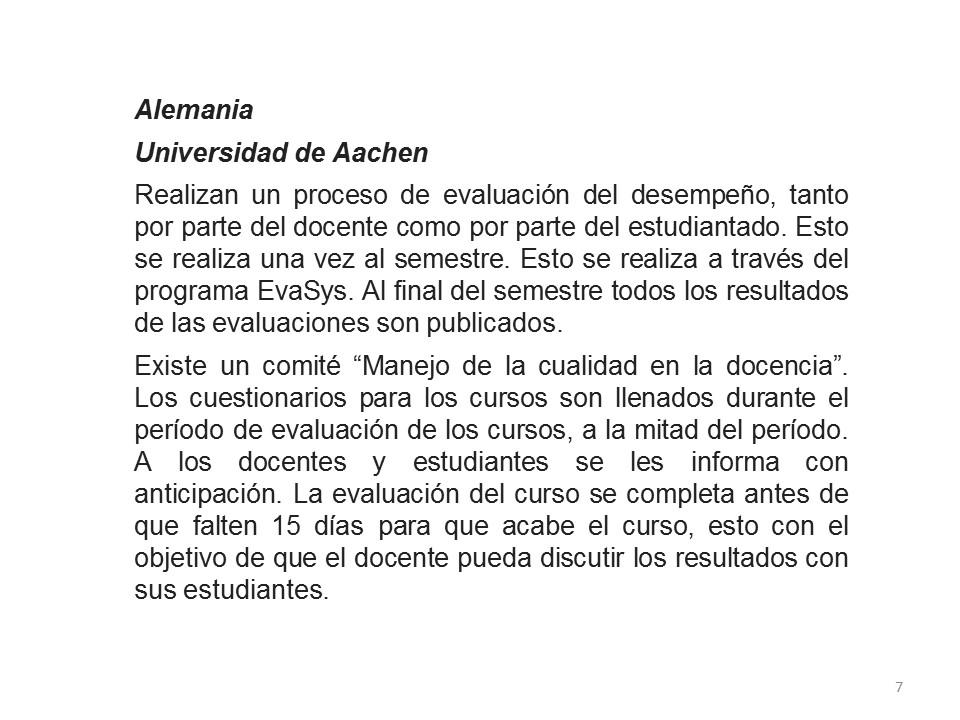 Alemania
Universidad de Aachen
Realizan un proceso de evaluación del desempeño, tanto
por parte del docente como por parte del estudiantado. Esto
se realiza una vez al semestre. Esto se realiza a través del
programa EvaSys. Al final del semestre todos los resultados
de las evaluaciones son publicados.
Existe un comité “Manejo de la cualidad en la docencia”.
Los cuestionarios para los cursos son llenados durante el
período de evaluación de los cursos, a la mitad del período.
A los docentes y estudiantes se les informa con
anticipación. La evaluación del curso se completa antes de
que falten 15 días para que acabe el curso, esto con el
objetivo de que el docente pueda discutir los resultados con
sus estudiantes.
7